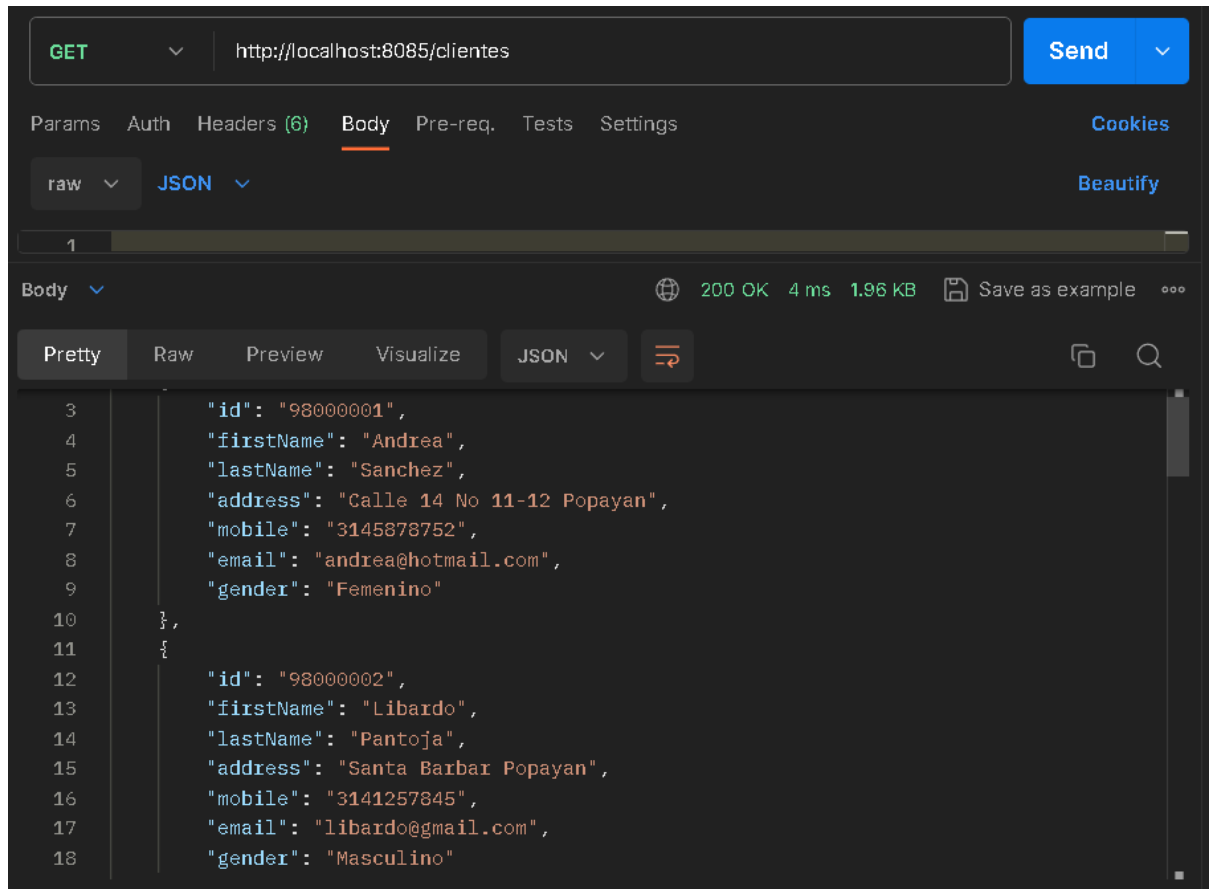 GET http://localhost:8085/clientes Send
Params Auth Headers (6) Body Pre-req. Tests Settings Cookies
raw JSON Beautify
1
Body 200 OK 4 ms 1.96 KB Save as example
Pretty Raw Preview Visualize JSON
3 "id": "98000001",
4 "firstName": "Andrea",
5 "lastName": "Sanchez",
6 "address": "Calle 14 No 11-12 Popayan",
7 "mobile": "3145878752",
8 "email": "andrea@hotmail.com",
9 "gender": "Femenino"
10 },
11 {
12 "id": "98000002",
13 "firstName": "Libardo",
14 "lastName": "Pantoja",
15 "address": "Santa Barbar Popayan",
16 "mobile": "3141257845",
17 "email": "libardo@gmail.com",
18 "gender": "Masculino"